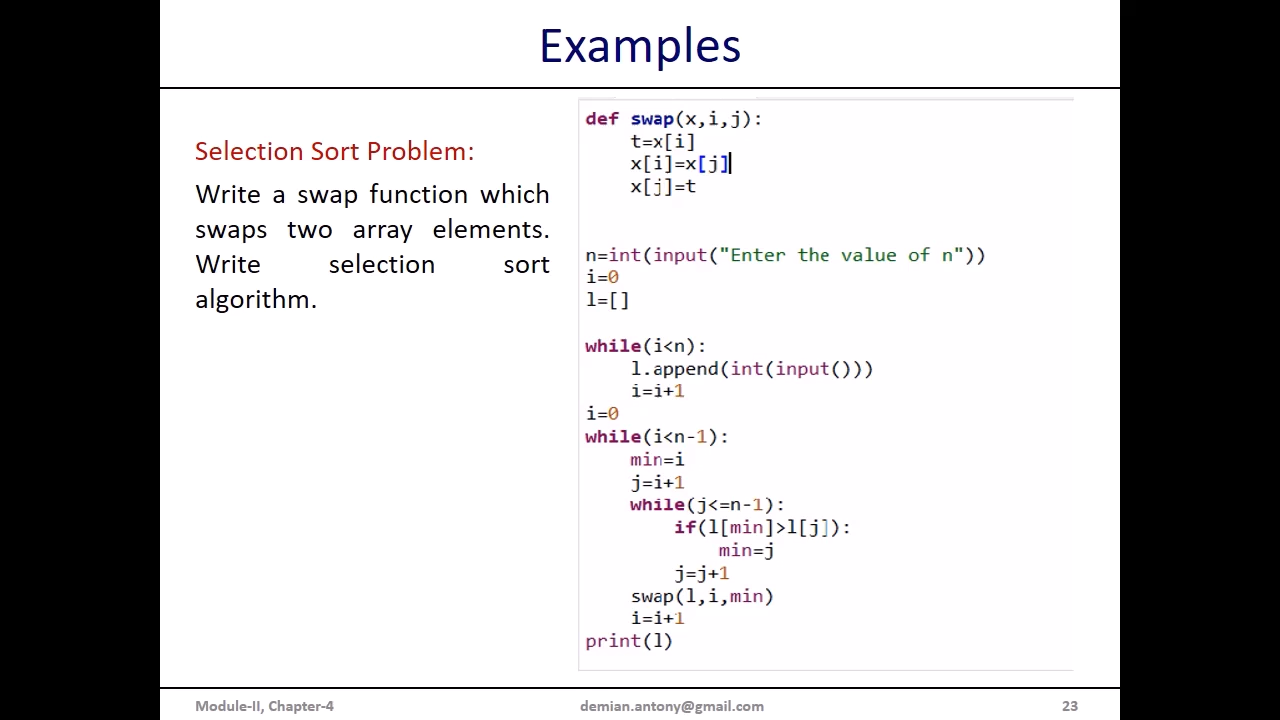 Examples
Selection Sort Problem:
Write a swap function which
swaps two array elements.
Write selection sort
algorithm.
def swap(x,i,j):
    t=x[i]
    x[i]=x[j]
    x[j]=t
n=int(input("Enter the value of n"))
i=0
l=[]
while(i<n):
    l.append(int(input()))
    i=i+1
i=0
while(i<n-1):
    min=i
    j=i+1
    while(j<=n-1):
        if(l[min]>l[j]):
            min=j
        j=j+1
    swap(l,i,min)
    i=i+1
print(l)
Module-II, Chapter-4
demian.antony@gmail.com
23